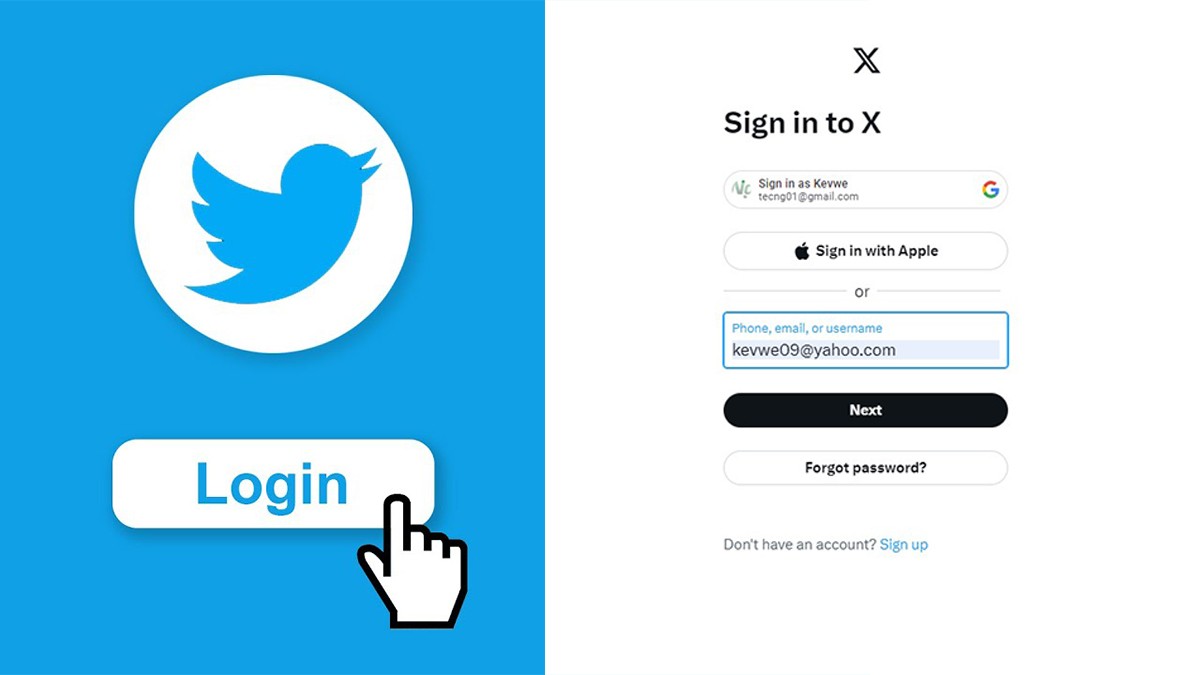 Login
X
Sign in to X
Sign in as Kevwe
tecng01@gmail.com
Sign in with Apple
or
Phone, email, or username
kevwe09@yahoo.com
Next
Forgot password?
Don't have an account? Sign up